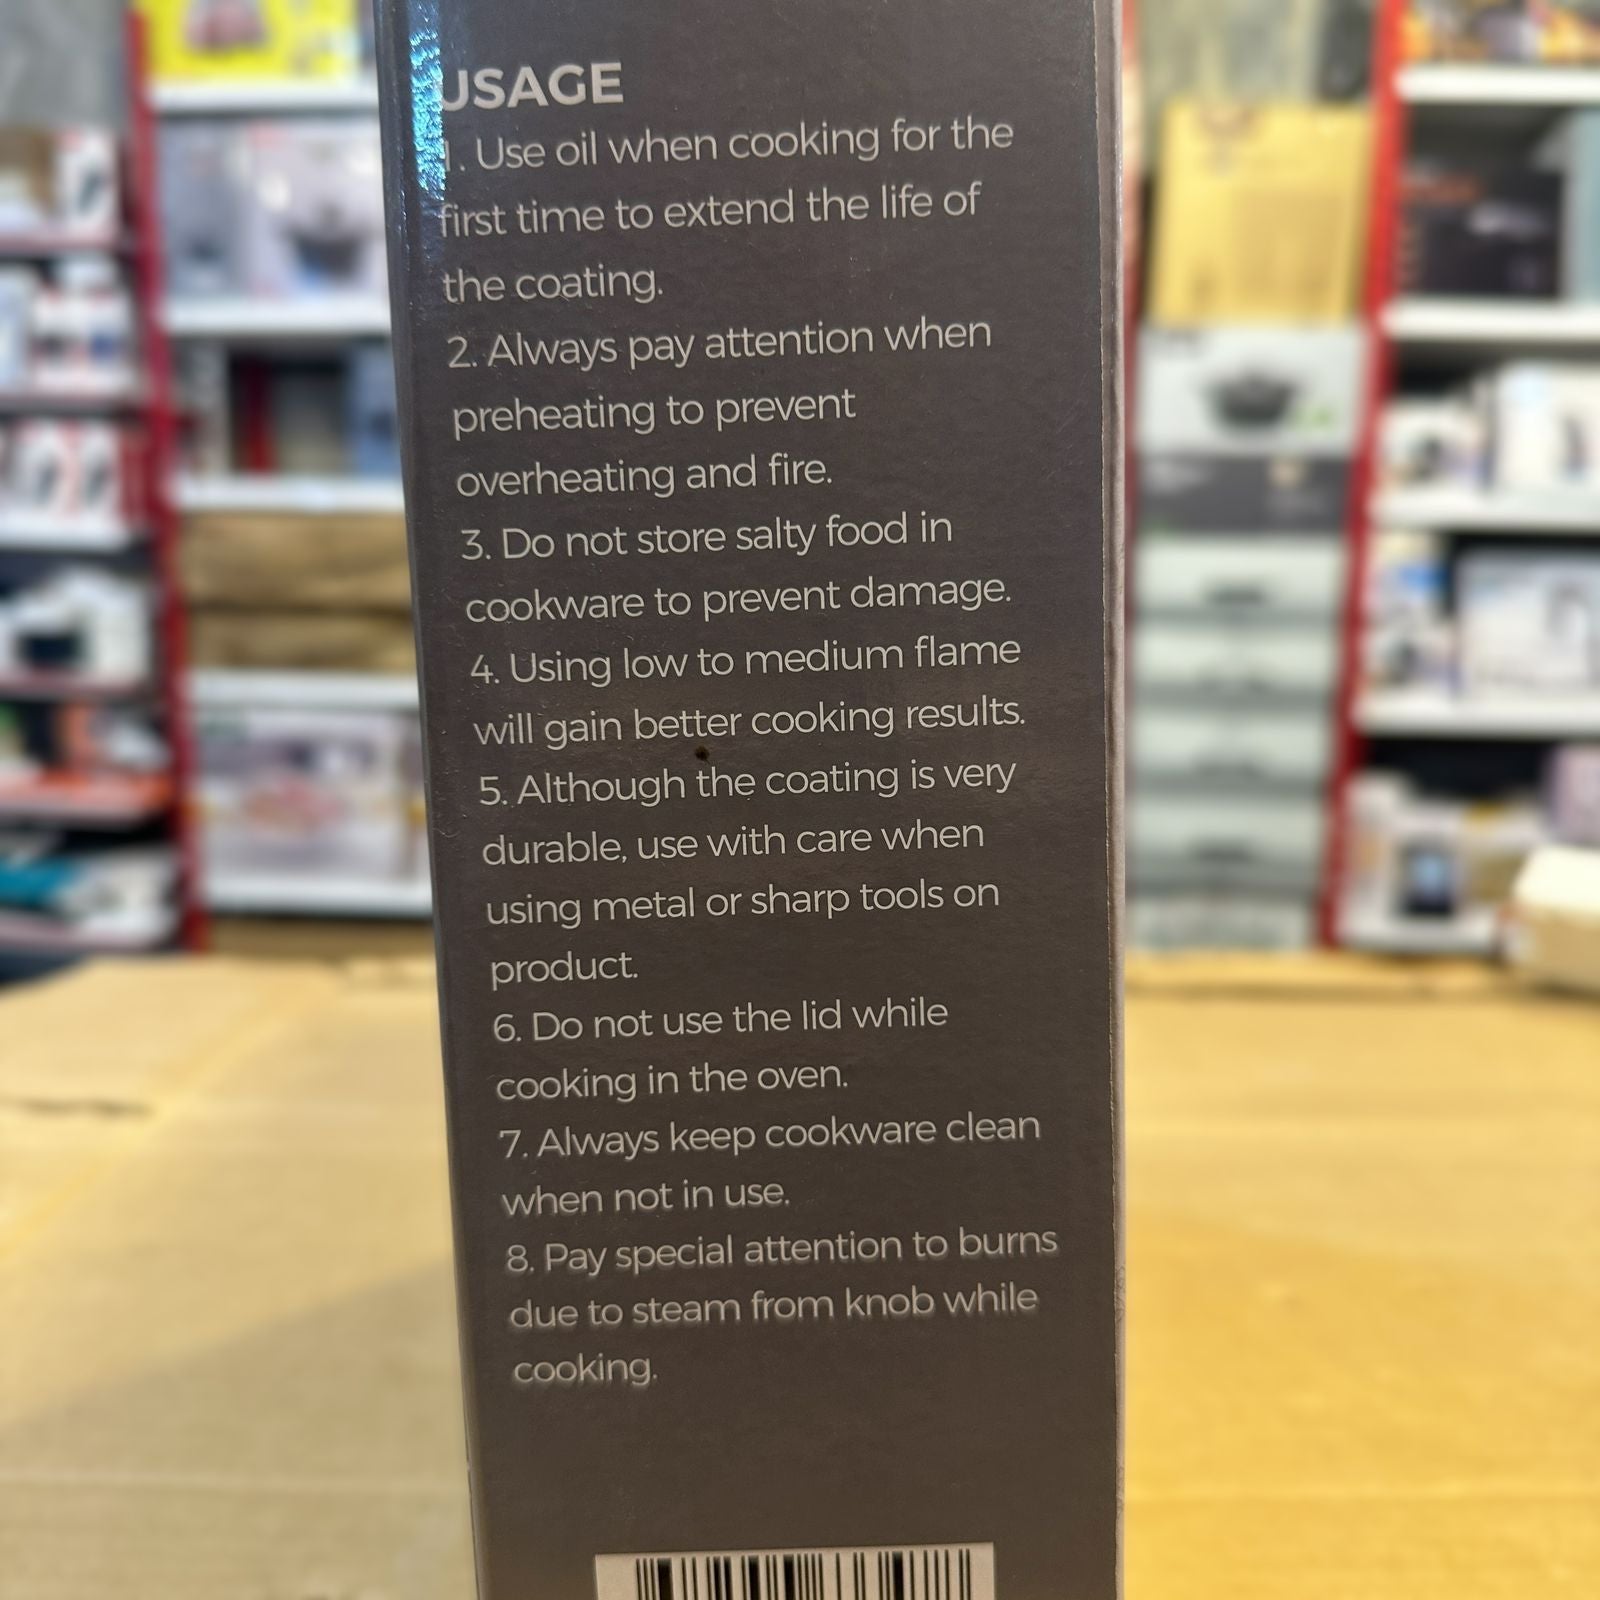 USAGE
1. Use oil when cooking for the
first time to extend the life of
the coating.
2. Always pay attention when
preheating to prevent
overheating and fire.
3. Do not store salty food in
cookware to prevent damage.
4. Using low to medium flame
will gain better cooking results.
5. Although the coating is very
durable, use with care when
using metal or sharp tools on
product.
6. Do not use the lid while
cooking in the oven.
7. Always keep cookware clean
when not in use.
8. Pay special attention to burns
due to steam from knob while
cooking.